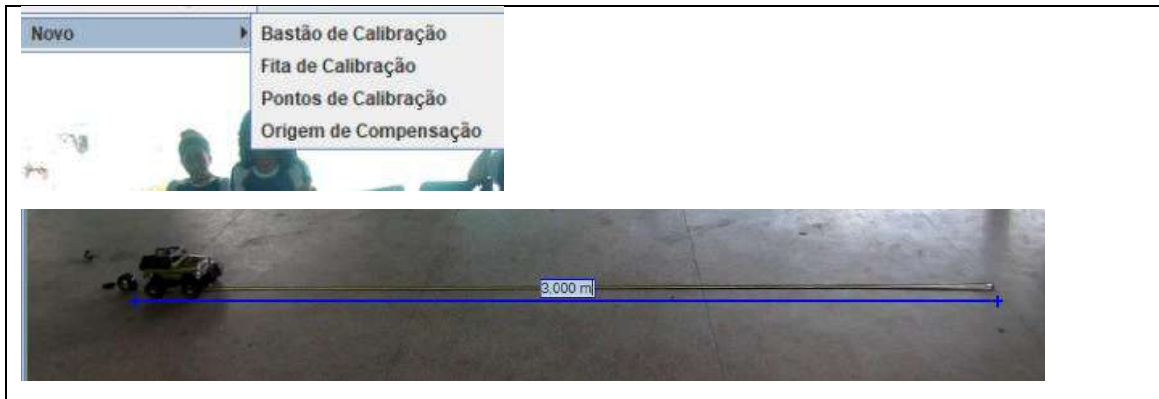 Novo
Bastão de Calibração
Fita de Calibração
Pontos de Calibração
Origem de Compensação
3,000 m